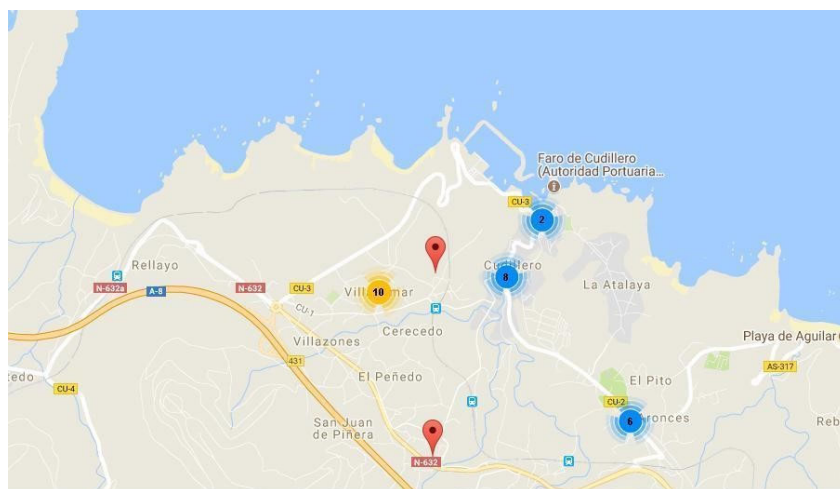 Faro de Cudillero
(Autoridad Portuaria...
CU-3
2
Rellayo
N-632a
A-8
N-632
CU-3
10
8
Cudillero
La Atalaya
CU-1
Cerecedo
Villazones
Playa de Aguilar
431
AS-317
El Peñedo
El Pito
CU-4
CU-2
San Juan
de Piñera
6
N-632